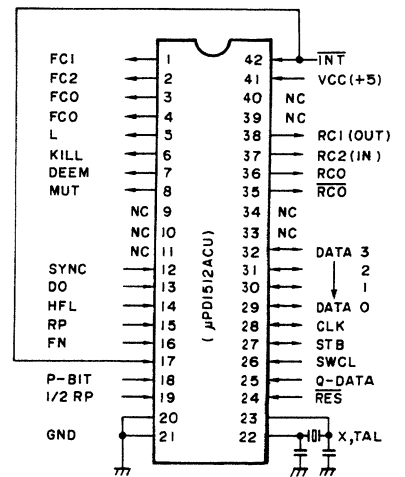 FC1 1 42 INT
FC2 2 41 VCC(+5)
FC0 3 40 NC
FC0 4 39 NC
L 5 38 RC1(OUT)
KILL 6 37 RC2(IN)
DEEM 7 36 RC0
MUT 8 35 RC0
NC 9 34 NC
NC 10 33 NC
NC 11 32 DATA 3
SYNC 12 31 2
DO 13 30 1
HFL 14 29 DATA 0
RP 15 28 CLK
FN 16 27 STB
17 26 SWCL
P-BIT 18 25 Q-DATA
1/2 RP 19 24 RES
20 23
GND 21 22 X,TAL
(μPD1512ACU)